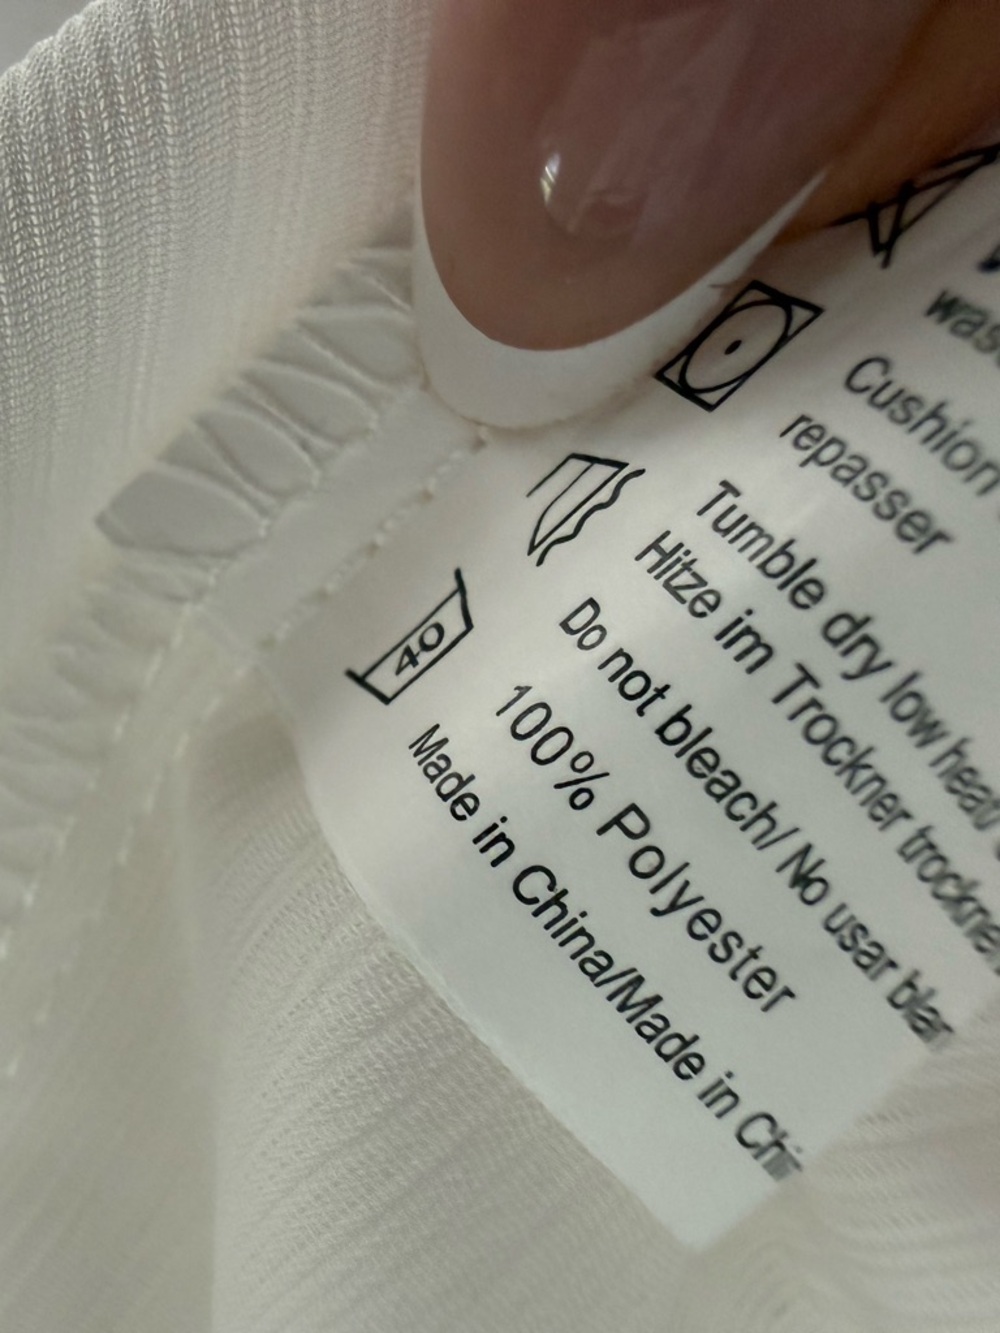 Cushion
repasser
Tumble dry low heat
Hitze im Trockner
Do not bleach/ No usar
100% Polyester
Made in China/Made in
40